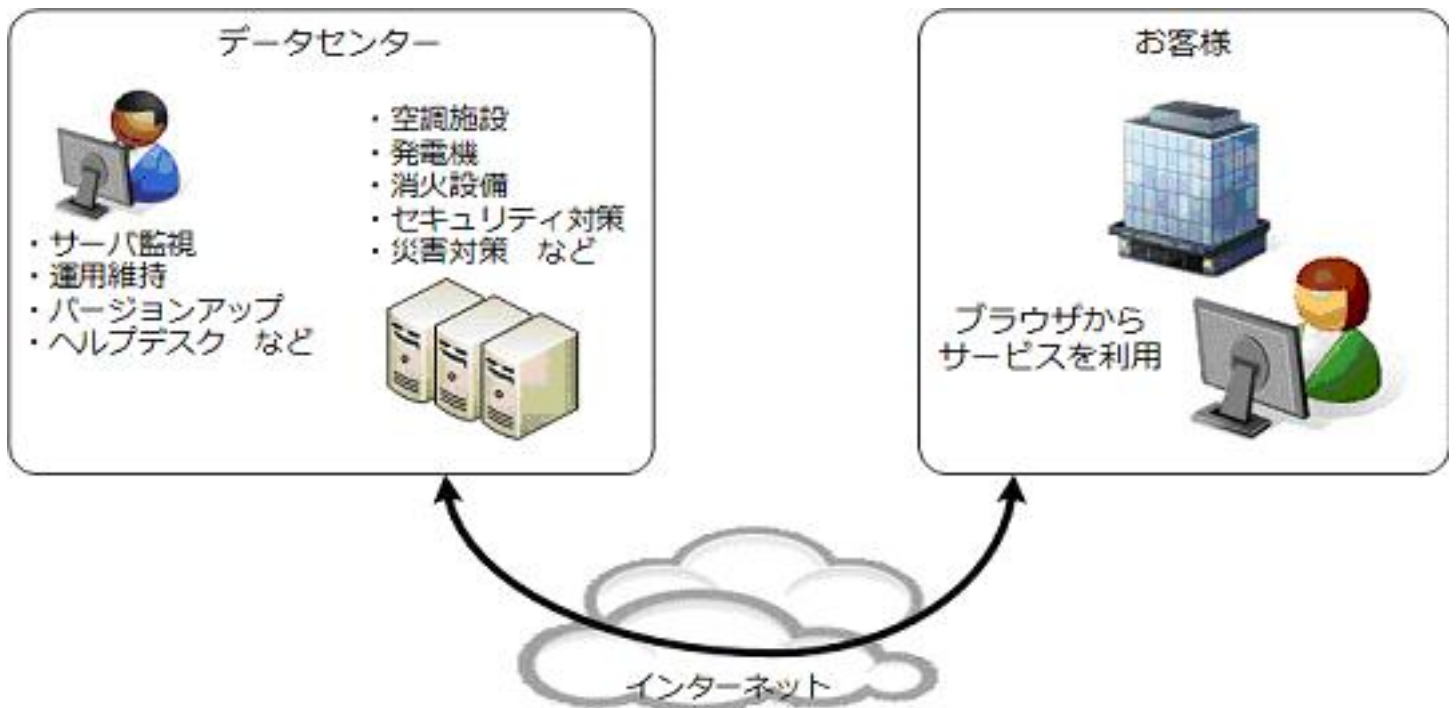 データセンター
・空調施設
・発電機
・消火設備
・セキュリティ対策
・災害対策　など
・サーバ監視
・運用維持
・バージョンアップ
・ヘルプデスク　など
お客様
ブラウザから
サービスを利用
インターネット